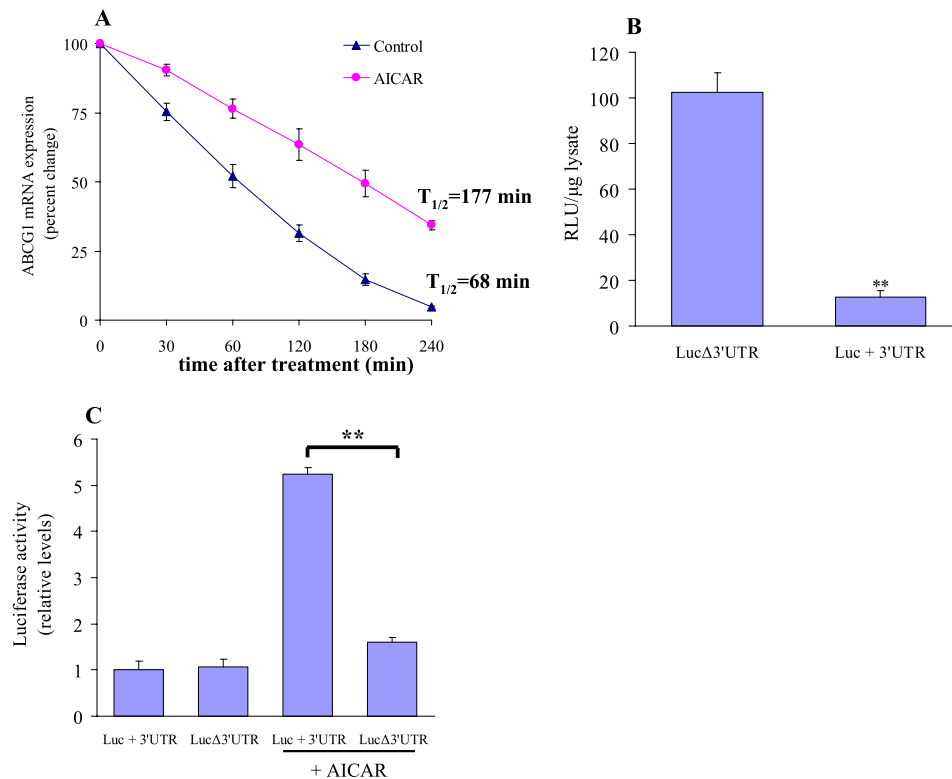 A
100
75
50
25
0
ABCG1 mRNA expression
(percent change)
Control
AICAR
T1/2=177 min
T1/2=68 min
0 30 60 120 180 240
time after treatment (min)
B
120
100
80
60
40
20
0
RLU/µg lysate
**
LucΔ3'UTR Luc + 3'UTR
C
6
5
4
3
2
1
0
Luciferase activity
(relative levels)
**
Luc + 3'UTR LucΔ3'UTR Luc + 3'UTR LucΔ3'UTR
+ AICAR